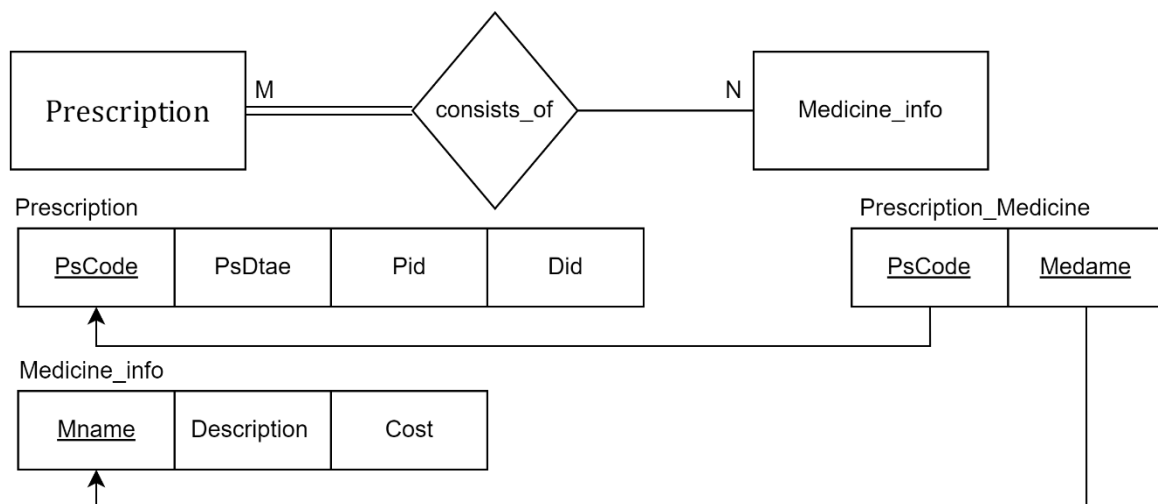 M
N
Prescription
consists_of
Medicine_info
Prescription
Prescription_Medicine
PsCode PsDtae Pid Did
PsCode Medame
Medicine_info
Mname Description Cost